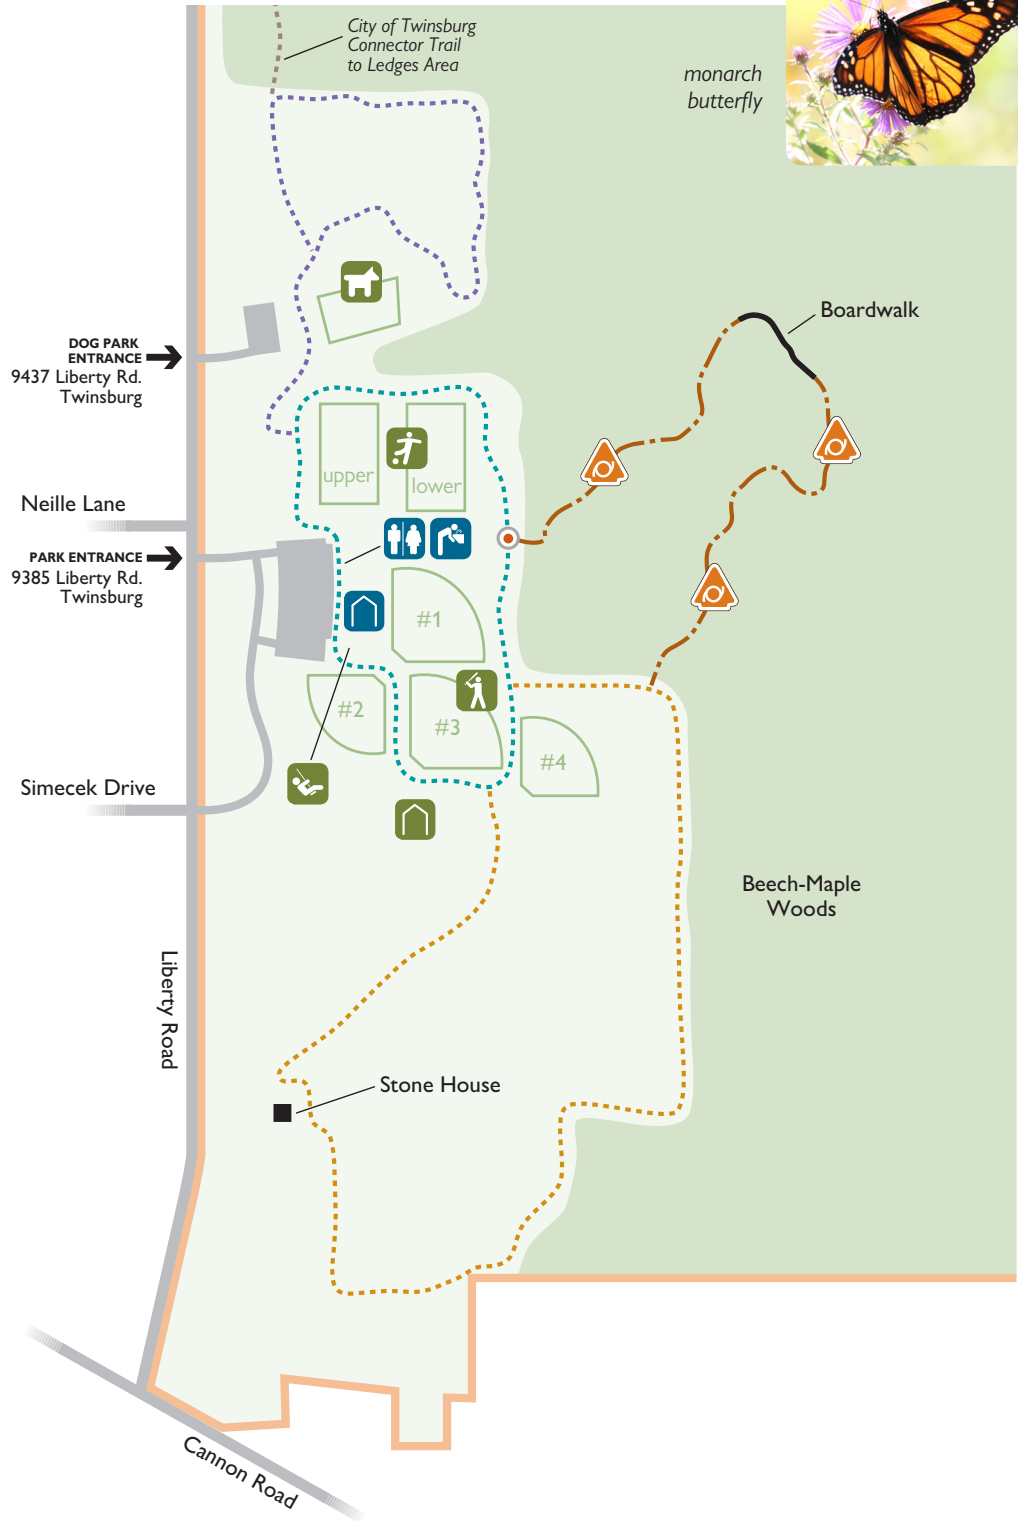 City of Twinsburg
Connector Trail
to Ledges Area
monarch
butterfly
Boardwalk
DOG PARK
ENTRANCE
9437 Liberty Rd.
Twinsburg
upper
lower
Neille Lane
PARK ENTRANCE
9385 Liberty Rd.
Twinsburg
#1
#2
#3
#4
Simecek Drive
Beech-Maple
Woods
Liberty Road
Stone House
Cannon Road